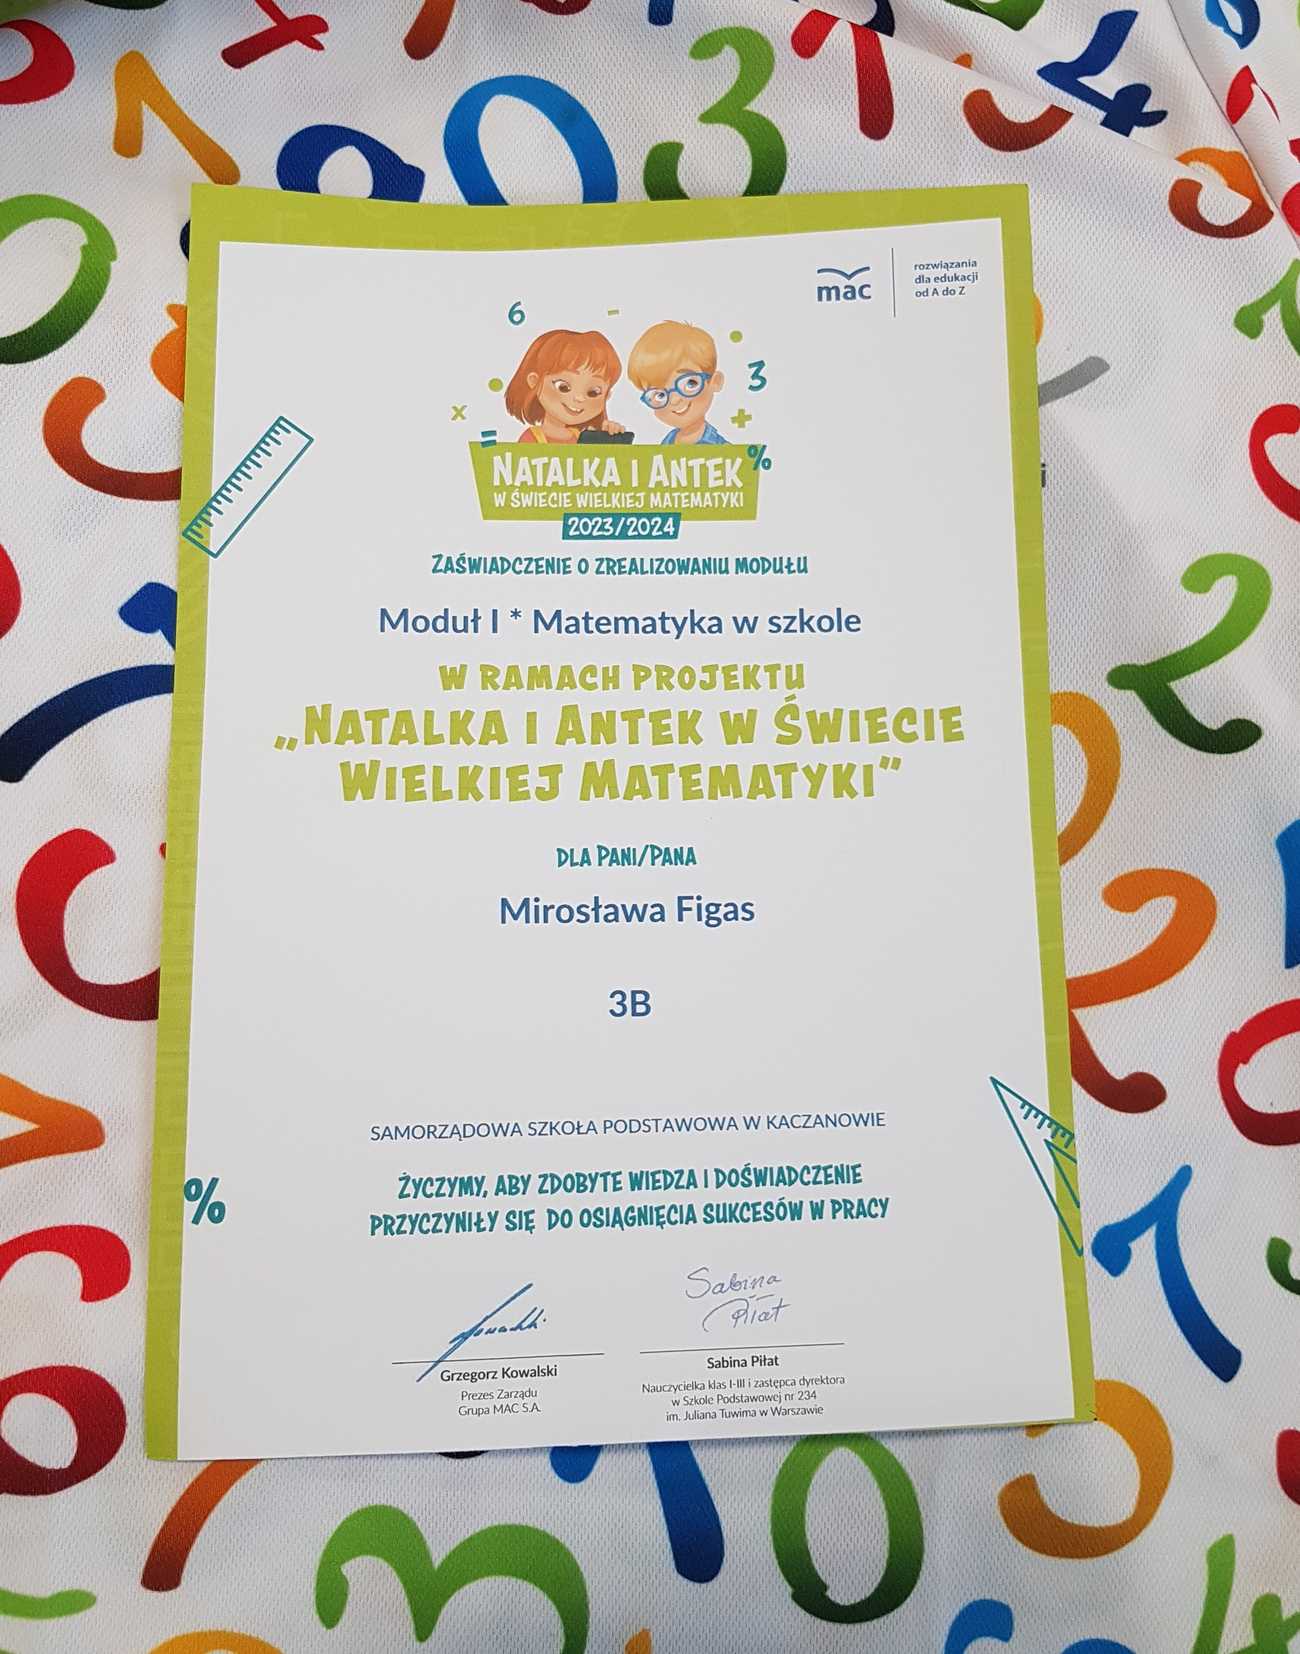 mac
rozwiązania
dla edukacji
od A do Z
NATALKA I ANTEK
W ŚWIECIE WIELKIEJ MATEMATYKI
2023/2024
ZAŚWIADCZENIE O ZREALIZOWANIU MODUŁU
Moduł I * Matematyka w szkole
W RAMACH PROJEKTU
„NATALKA I ANTEK W ŚWIECIE
WIELKIEJ MATEMATYKI”
DLA PANI/PANA
Mirosława Figas
3B
SAMORZĄDOWA SZKOŁA PODSTAWOWA W KACZANOWIE
ŻYCZYMY, ABY ZDOBYTE WIEDZA I DOŚWIADCZENIE
PRZYCZYNIŁY SIĘ DO OSIĄGNIĘCIA SUKCESÓW W PRACY
Sabina
Piłat
Grzegorz Kowalski
Prezes Zarządu
Grupa MAC S.A.
Sabina Piłat
Nauczycielka klas I-III i zastępca dyrektora
w Szkole Podstawowej nr 234
im. Juliana Tuwima w Warszawie